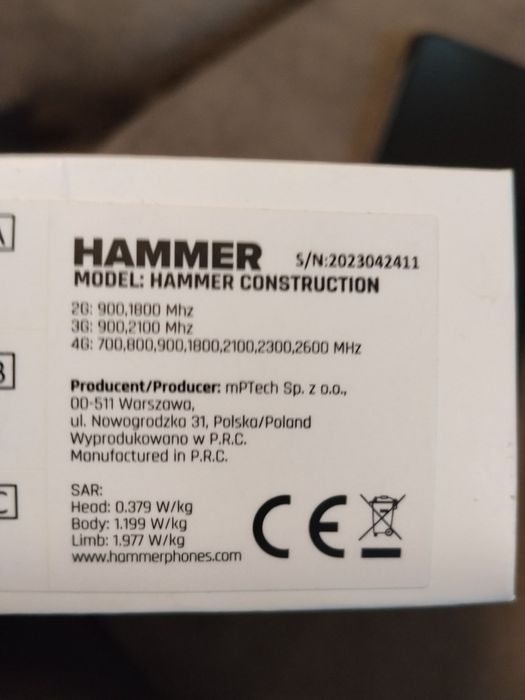 A
HAMMER S/N:2023042411
MODEL: HAMMER CONSTRUCTION
2G: 900,1800 Mhz
3G: 900,2100 Mhz
4G: 700,800,900,1800,2100,2300,2600 MHz
B
Producent/Producer: mPTech Sp. z o.o.,
00-511 Warszawa,
ul. Nowogrodzka 31, Polska/Poland
Wyprodukowano w P.R.C.
Manufactured in P.R.C.
C
SAR:
Head: 0.379 W/kg
Body: 1.199 W/kg
Limb: 1.977 W/kg
www.hammerphones.com
CE